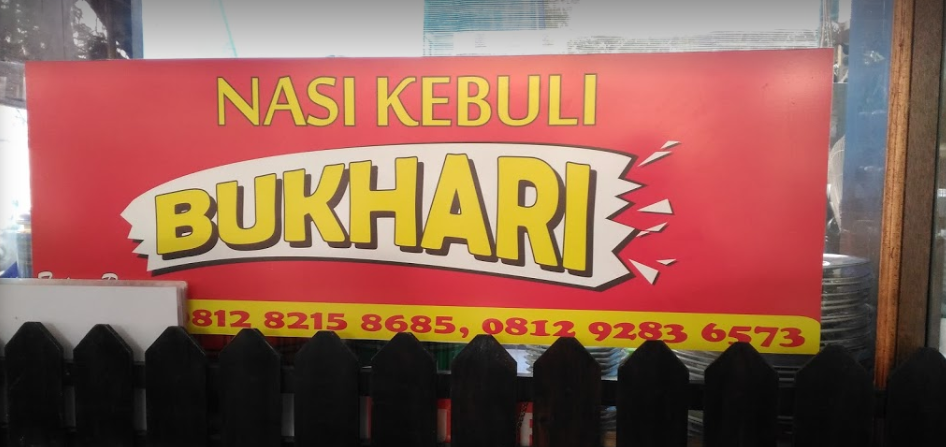 NASI KEBULI
BUKHARI
0812 8215 8685, 0812 9283 6573